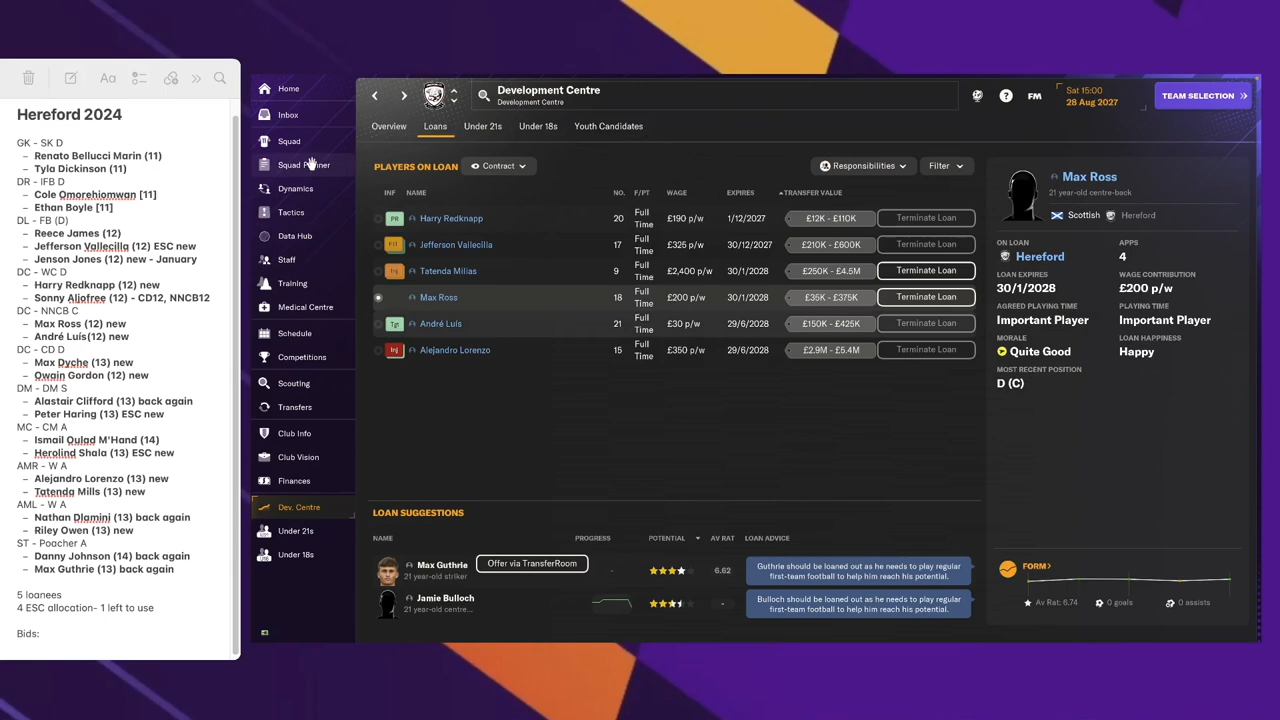 Hereford 2024
GK - SK D
– Renato Bellucci Marin (11)
– Tyla Dickinson (11)
DR - IFB D
– Cole Omorehiomwan [11]
– Ethan Boyle [11]
DL - FB (D)
– Reece James (12)
– Jefferson Vallecilla (12) ESC new
– Jenson Jones (12) new - January
DC - WC D
– Harry Redknapp (12) new
– Sonny Aljofree (12) - CD12, NNCB12
DC - NNCB C
– Max Ross (12) new
– André Luís(12) new
DC - CD D
– Max Dyche (13) new
– Owain Gordon (12) new
DM - DM S
– Alastair Clifford (13) back again
– Peter Haring (13) ESC new
MC - CM A
– Ismail Oulad M'Hand (14)
– Herolind Shala (13) ESC new
AMR - W A
– Alejandro Lorenzo (13) new
– Tatenda Mills (13) new
AML - W A
– Nathan Dlamini (13) back again
– Riley Owen (13) new
ST - Poacher A
– Danny Johnson (14) back again
– Max Guthrie (13) back again
5 loanees
4 ESC allocation- 1 left to use
Bids:
Home
Inbox
Squad
Squad Planner
Dynamics
Tactics
Data Hub
Staff
Training
Medical Centre
Schedule
Competitions
Scouting
Transfers
Club Info
Club Vision
Finances
Dev. Centre
Under 21s
Under 18s
Development Centre
Development Centre
FM
Sat 15:00
28 Aug 2027
TEAM SELECTION
Overview Loans Under 21s Under 18s Youth Candidates
PLAYERS ON LOAN Contract Responsibilities Filter
INF NAME NO. F/PT WAGE EXPIRES TRANSFER VALUE
PR Harry Redknapp 20 Full Time £190 p/w 1/12/2027 £12K - £110K Terminate Loan
Jefferson Vallecilla 17 Full Time £325 p/w 30/12/2027 £210K - £600K Terminate Loan
Inj Tatenda Milias 9 Full Time £2,400 p/w 30/1/2028 £250K - £4.5M Terminate Loan
Max Ross 18 Full Time £200 p/w 30/1/2028 £35K - £375K Terminate Loan
Tgt André Luís 21 Full Time £30 p/w 29/6/2028 £150K - £425K Terminate Loan
Inj Alejandro Lorenzo 15 Full Time £350 p/w 29/6/2028 £2.9M - £5.4M Terminate Loan
LOAN SUGGESTIONS
NAME PROGRESS POTENTIAL AV RAT LOAN ADVICE
Max Guthrie
21 year-old striker
Offer via TransferRoom
- 6.62
Guthrie should be loaned out as he needs to play regular
first-team football to help him reach his potential.
Jamie Bulloch
21 year-old centre...
-
Bulloch should be loaned out as he needs to play regular
first-team football to help him reach his potential.
Max Ross
21 year-old centre-back
Scottish Hereford
ON LOAN APPS
Hereford 4
LOAN EXPIRES WAGE CONTRIBUTION
30/1/2028 £200 p/w
AGREED PLAYING TIME PLAYING TIME
Important Player Important Player
MORALE LOAN HAPPINESS
Quite Good Happy
MOST RECENT POSITION
D (C)
FORM
Av Rat: 6.74 0 goals 0 assists